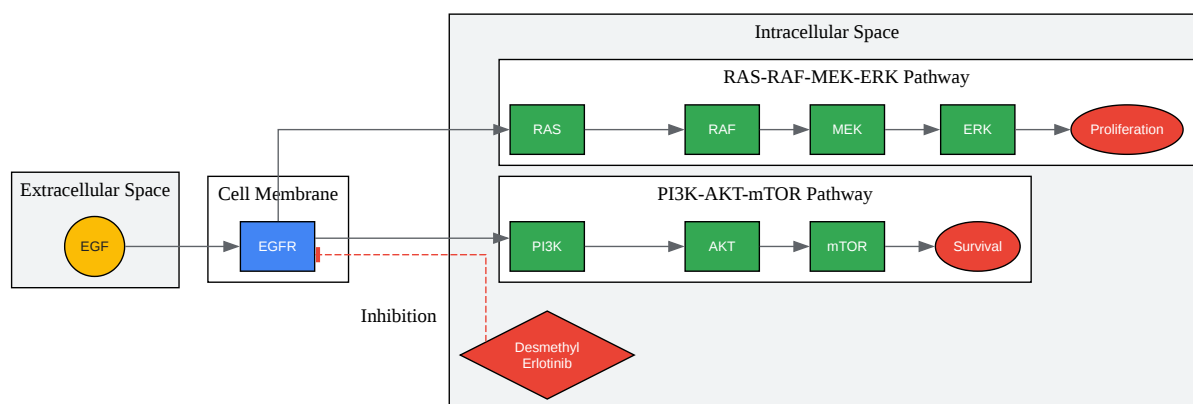 Intracellular Space
RAS-RAF-MEK-ERK Pathway
RAS
RAF
MEK
ERK
Proliferation
Extracellular Space
EGF
Cell Membrane
EGFR
PI3K-AKT-mTOR Pathway
PI3K
AKT
mTOR
Survival
Inhibition
Desmethyl
Erlotinib